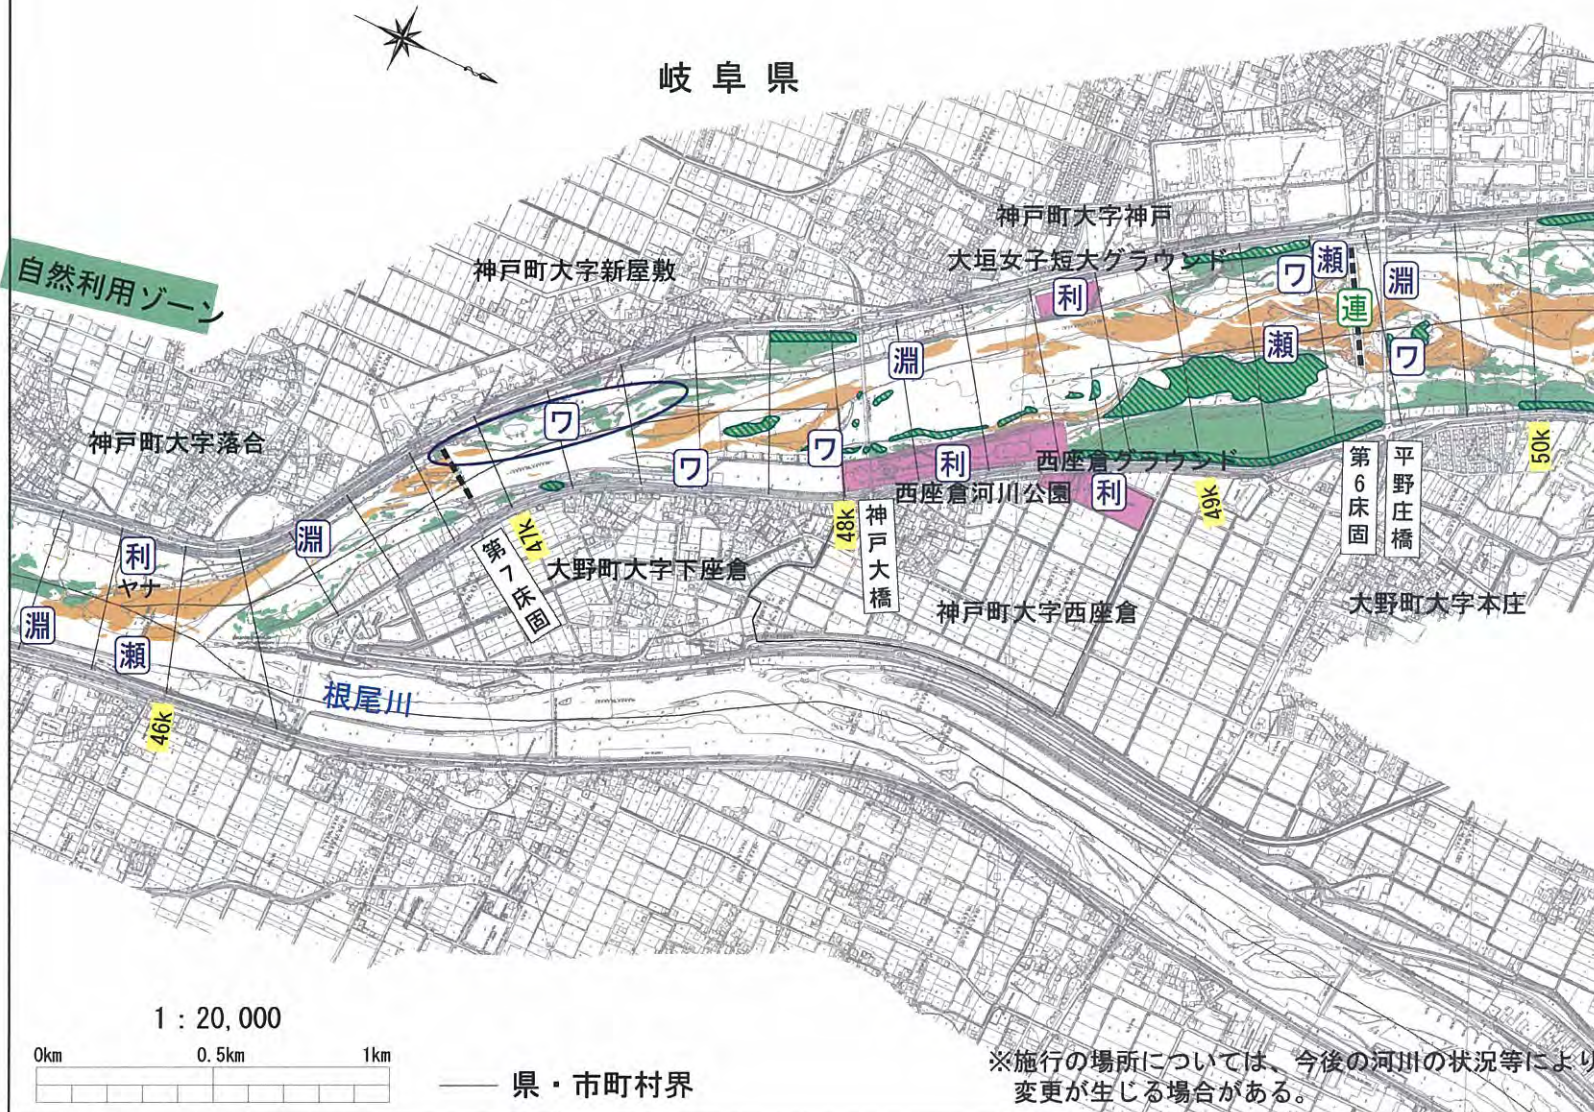 岐阜県
自然利用ゾーン
神戸町大字神戸
大垣女子短大グラウンド
神戸町大字新屋敷
利
ワ
瀬
淵
連
淵
瀬
ワ
神戸町大字落合
ワ
ワ
ワ
利
西座倉グラウンド
西座倉河川公園
利
第6床固
平野庄橋
50k
49k
48k
神戸大橋
47k
第7床固
大野町大字下座倉
神戸町大字西座倉
大野町大字本庄
淵
利
ヤナ
淵
瀬
根尾川
46k
1:20,000
0km 0.5km 1km
県・市町村界
※施行の場所については、今後の河川の状況等により
変更が生じる場合がある。